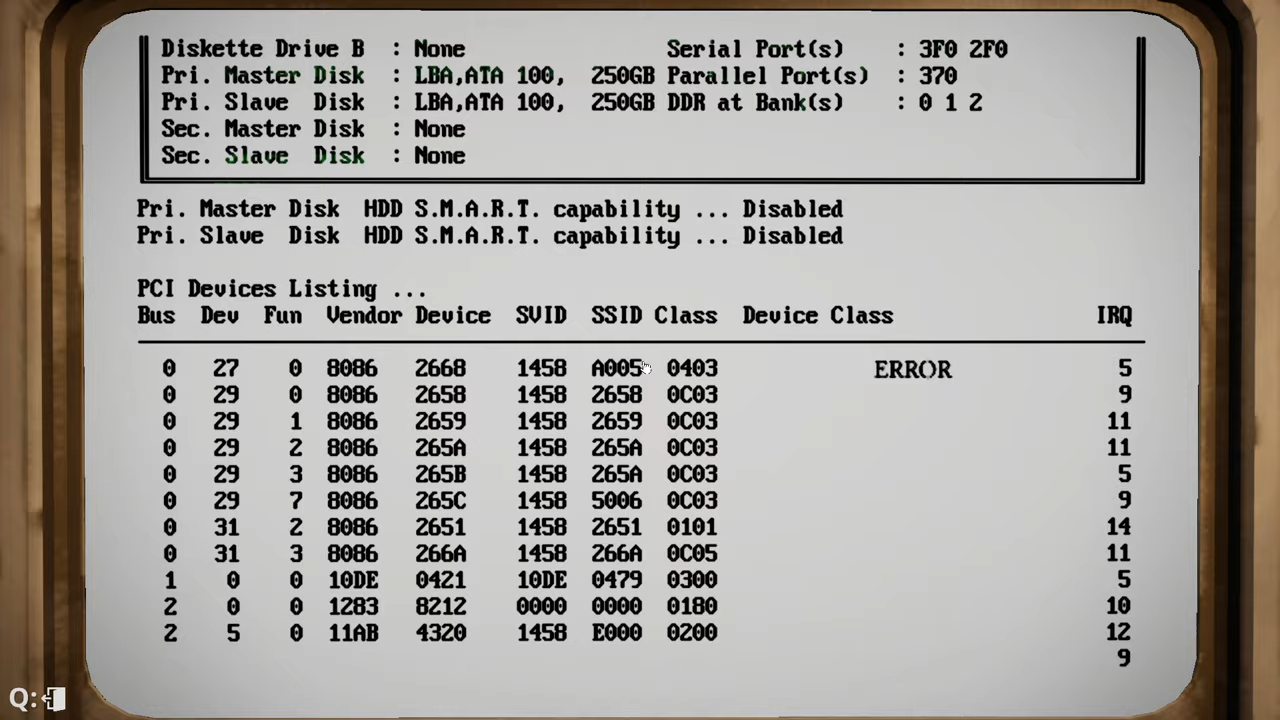 Diskette Drive B : None Serial Port(s) : 3F0 2F0
Pri. Master Disk : LBA,ATA 100, 250GB Parallel Port(s) : 370
Pri. Slave Disk : LBA,ATA 100, 250GB DDR at Bank(s) : 0 1 2
Sec. Master Disk : None
Sec. Slave Disk : None
Pri. Master Disk HDD S.M.A.R.T. capability ... Disabled
Pri. Slave Disk HDD S.M.A.R.T. capability ... Disabled
PCI Devices Listing ...
Bus Dev Fun Vendor Device SVID SSID Class Device Class IRQ
0 27 0 8086 2668 1458 A005 0403 ERROR 5
0 29 0 8086 2658 1458 2658 0C03 9
0 29 1 8086 2659 1458 2659 0C03 11
0 29 2 8086 265A 1458 265A 0C03 11
0 29 3 8086 265B 1458 265A 0C03 5
0 29 7 8086 265C 1458 5006 0C03 9
0 31 2 8086 2651 1458 2651 0101 14
0 31 3 8086 266A 1458 266A 0C05 11
1 0 0 10DE 0421 10DE 0479 0300 5
2 0 0 1283 8212 0000 0000 0180 10
2 5 0 11AB 4320 1458 E000 0200 12
9
Q: